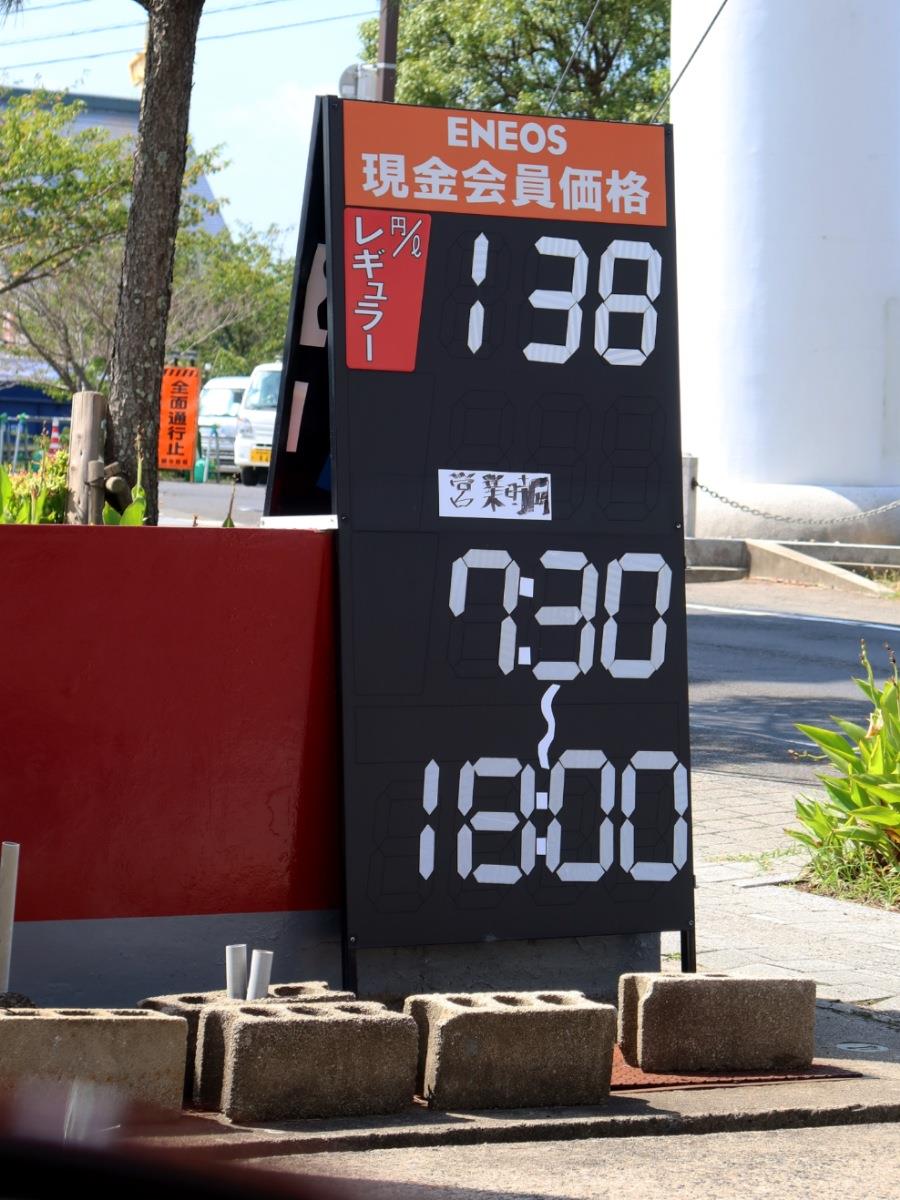 ENEOS
現金会員価格
レギュラー
円/ℓ
138
営業時間
7:30
～
18:00
全面通行止